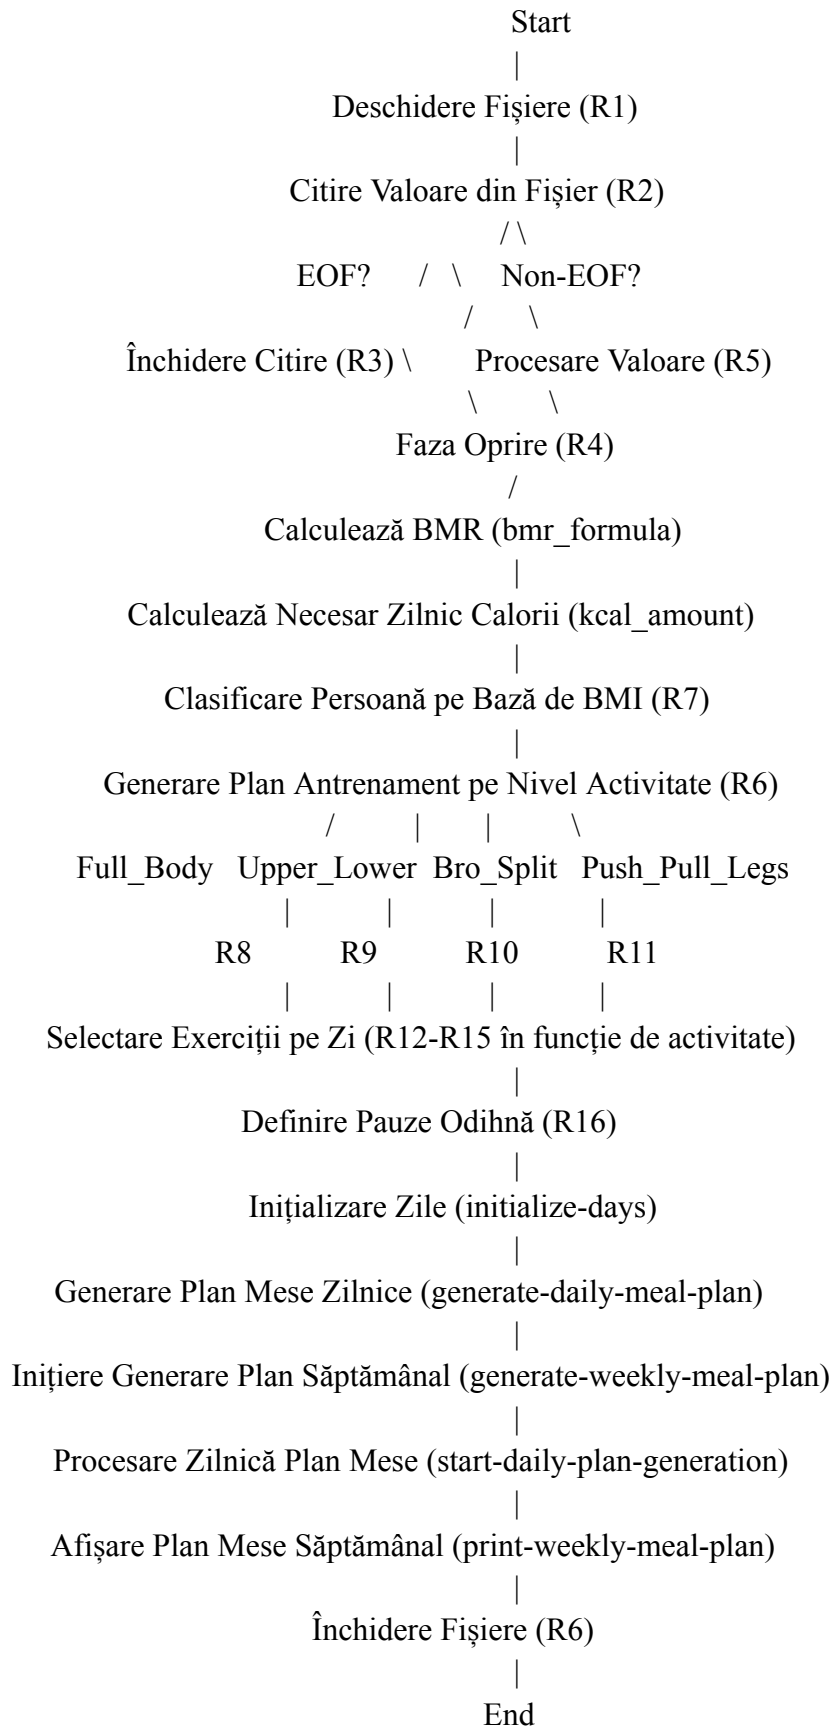 Start
|
Deschidere Fișiere (R1)
|
Citire Valoare din Fișier (R2)
/ \
EOF? / \ Non-EOF?
/ \
Închidere Citire (R3) \ Procesare Valoare (R5)
\ \
Faza Oprire (R4)
/
Calculează BMR (bmr_formula)
|
Calculează Necesar Zilnic Calorii (kcal_amount)
|
Clasificare Persoană pe Bază de BMI (R7)
|
Generare Plan Antrenament pe Nivel Activitate (R6)
/ | | \
Full_Body Upper_Lower Bro_Split Push_Pull_Legs
| | | |
R8 R9 R10 R11
| | | |
Selectare Exerciții pe Zi (R12-R15 în funcție de activitate)
|
Definire Pauze Odihnă (R16)
|
Inițializare Zile (initialize-days)
|
Generare Plan Mese Zilnice (generate-daily-meal-plan)
|
Inițiere Generare Plan Săptămânal (generate-weekly-meal-plan)
|
Procesare Zilnică Plan Mese (start-daily-plan-generation)
|
Afișare Plan Mese Săptămânal (print-weekly-meal-plan)
|
Închidere Fișiere (R6)
|
End